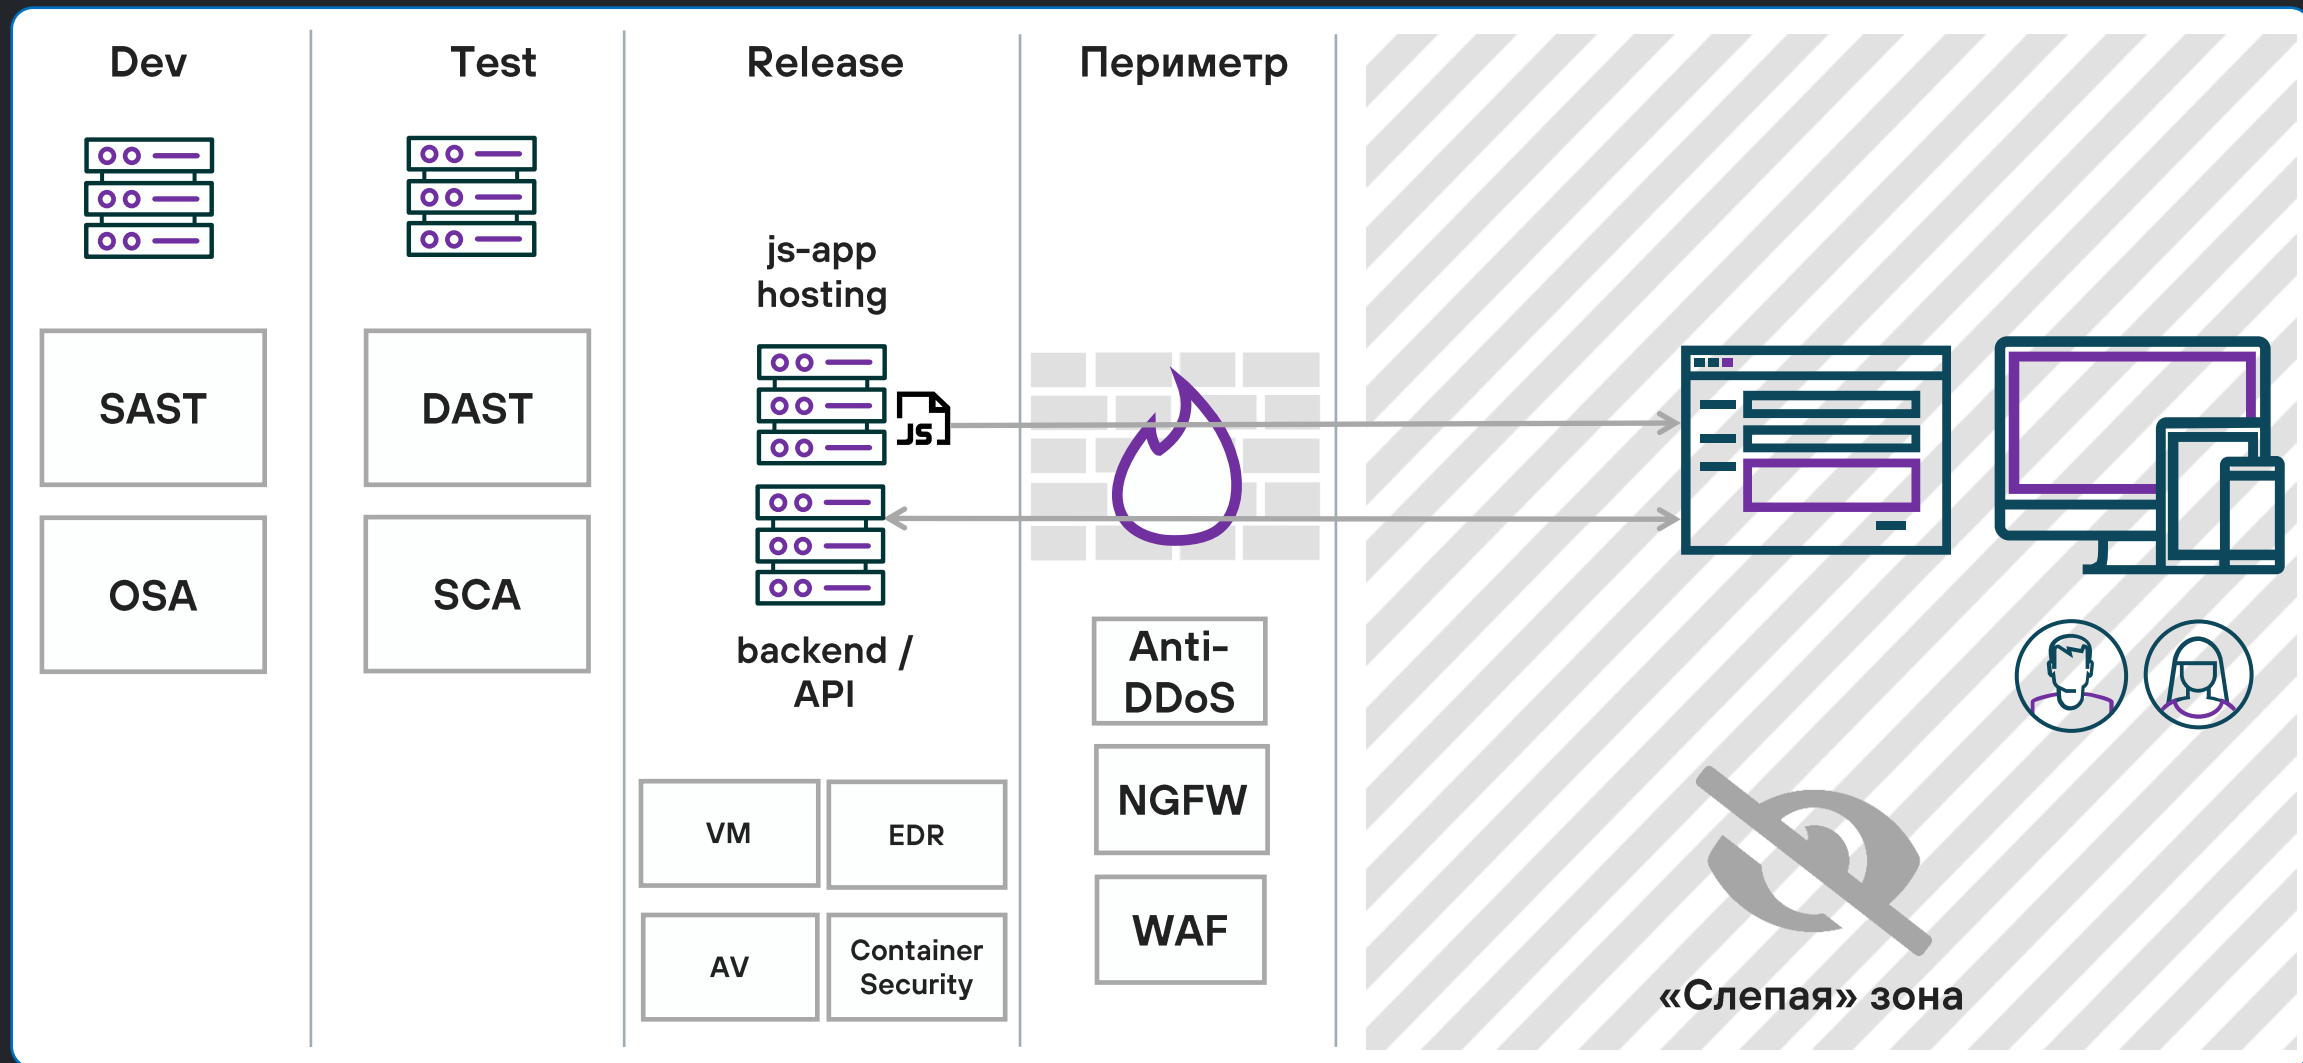 Dev
Test
Release
Периметр
js-app
hosting
JS
SAST
DAST
OSA
SCA
backend /
API
Anti-
DDoS
NGFW
WAF
VM
EDR
AV
Container
Security
«Слепая» зона